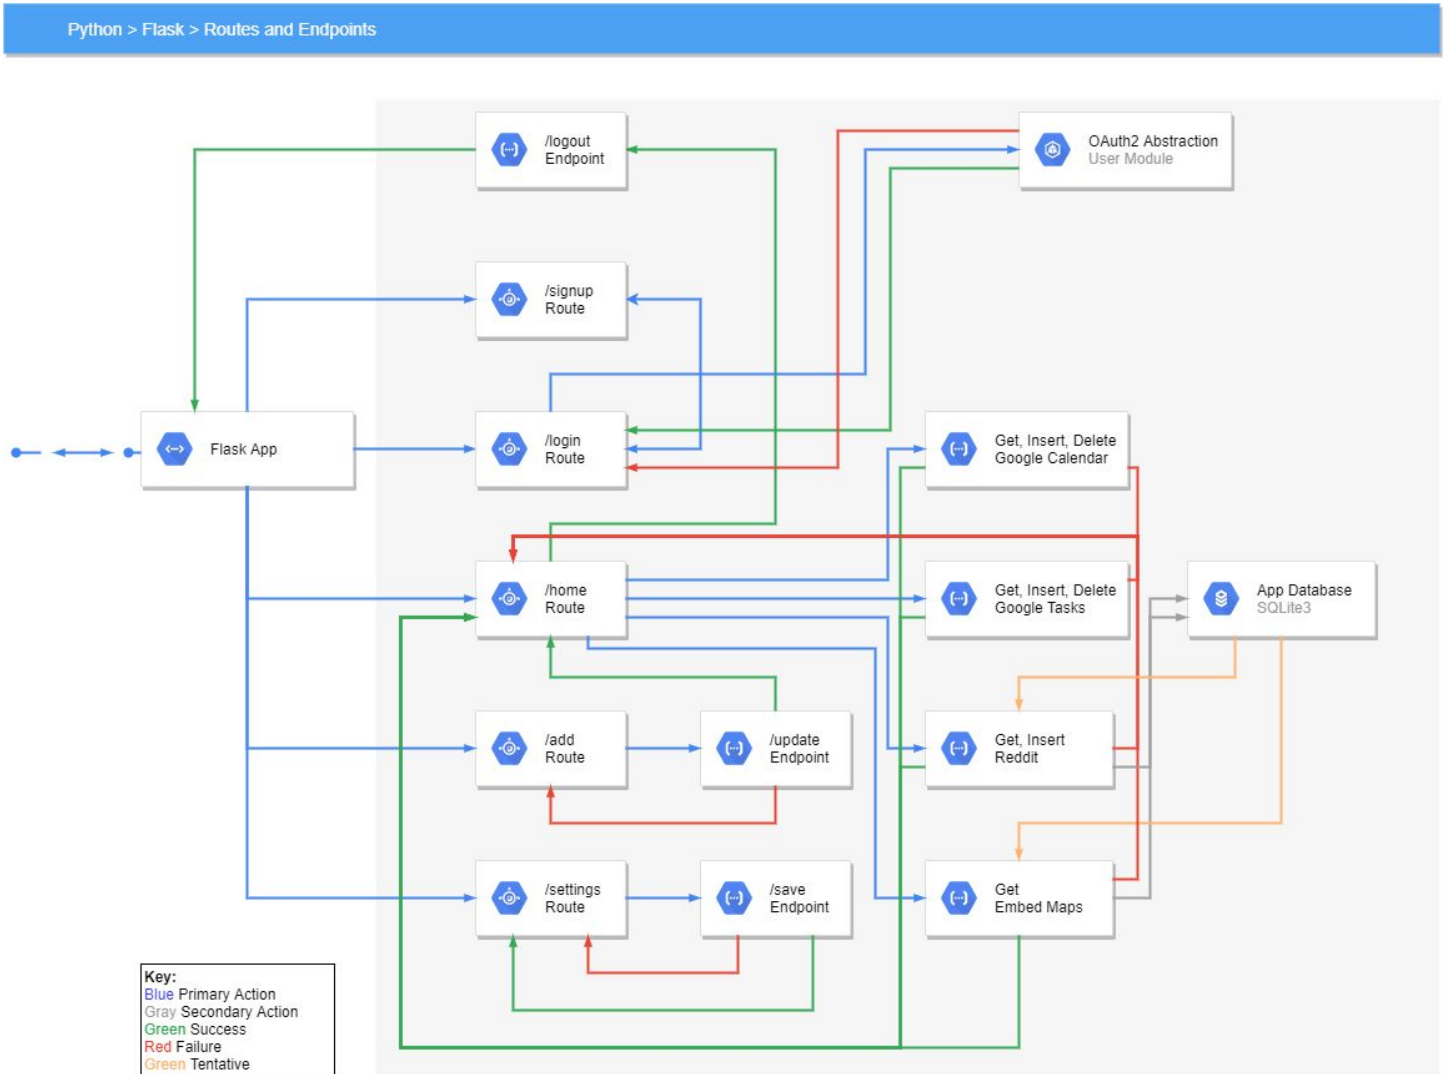 Python > Flask > Routes and Endpoints
/logout
Endpoint
OAuth2 Abstraction
User Module
/signup
Route
Flask App
/login
Route
Get, Insert, Delete
Google Calendar
/home
Route
Get, Insert, Delete
Google Tasks
App Database
SQLite3
/add
Route
/update
Endpoint
Get, Insert
Reddit
/settings
Route
/save
Endpoint
Get
Embed Maps
Key:
Blue Primary Action
Gray Secondary Action
Green Success
Red Failure
Green Tentative